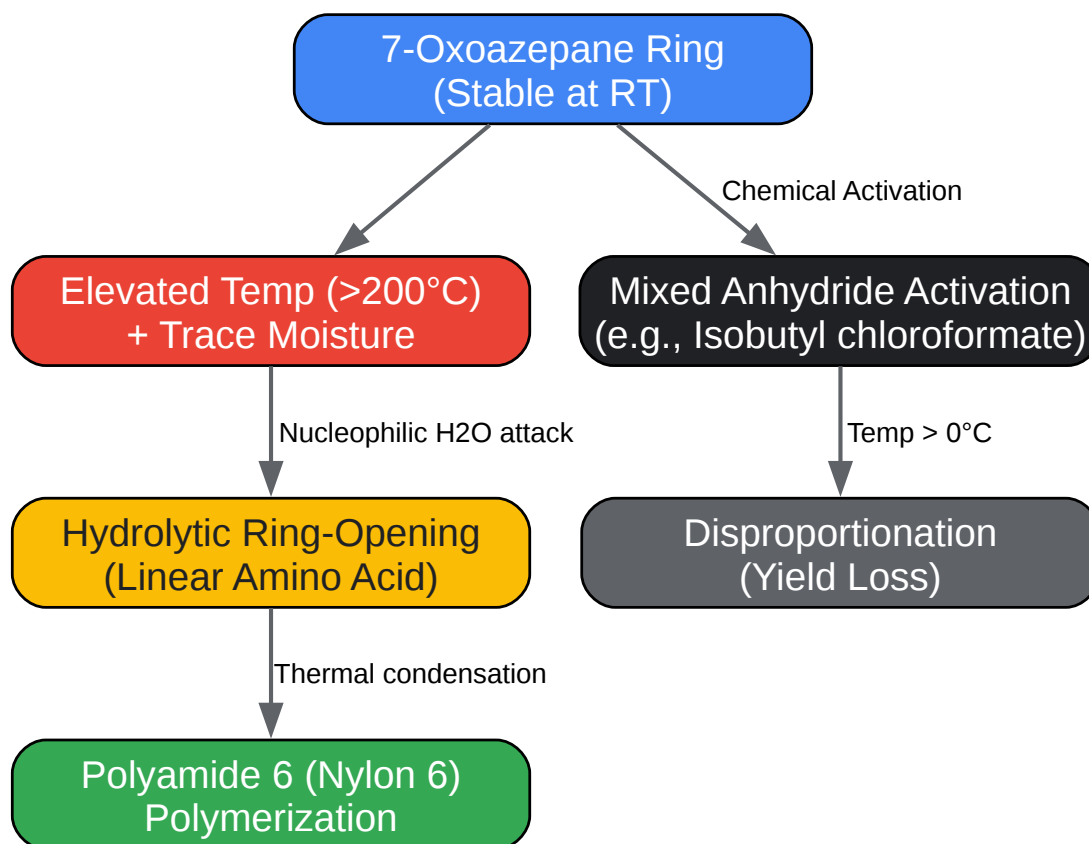 7-Oxoazepane Ring
(Stable at RT)
Chemical Activation
Elevated Temp (>200°C)
+ Trace Moisture
Mixed Anhydride Activation
(e.g., Isobutyl chloroformate)
Nucleophilic H2O attack
Temp > 0°C
Hydrolytic Ring-Opening
(Linear Amino Acid)
Disproportionation
(Yield Loss)
Thermal condensation
Polyamide 6 (Nylon 6)
Polymerization